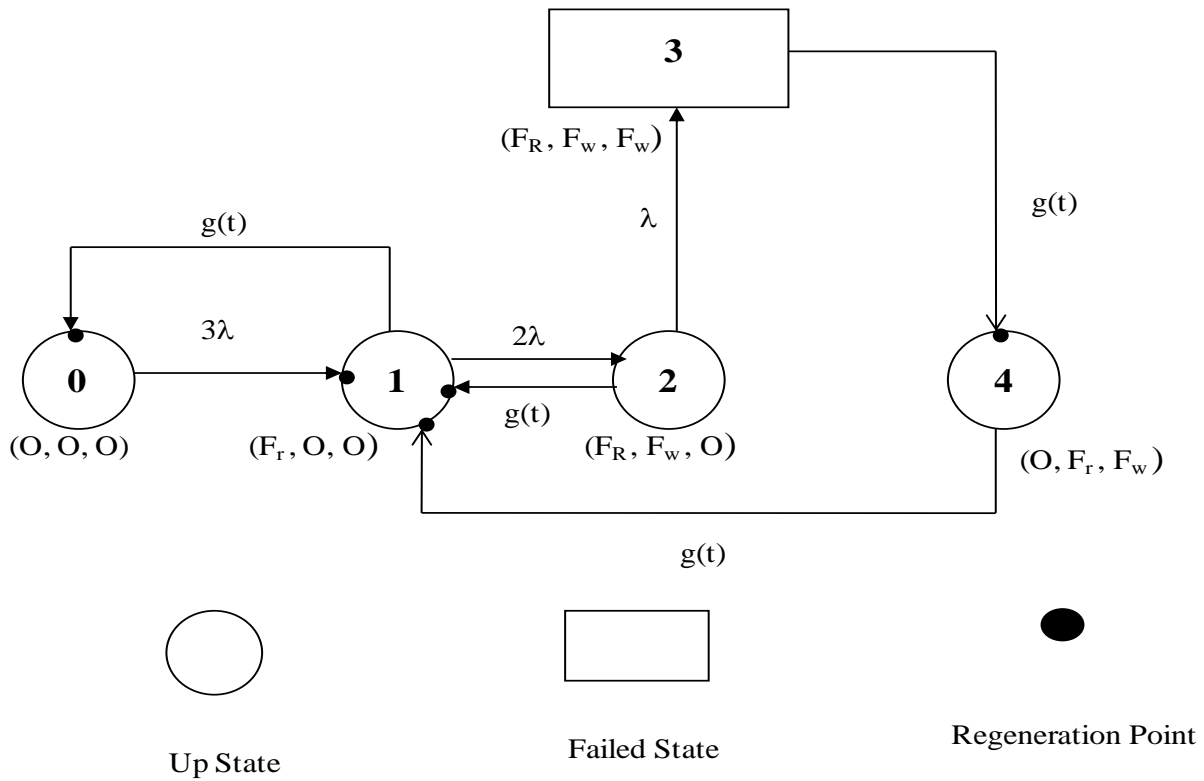 3
(F_R, F_w, F_w)
g(t)
λ
g(t)
3λ
2λ
0
1
2
4
g(t)
(O, O, O)
(F_r, O, O)
(F_R, F_w, O)
(O, F_r, F_w)
g(t)
Up State
Failed State
Regeneration Point